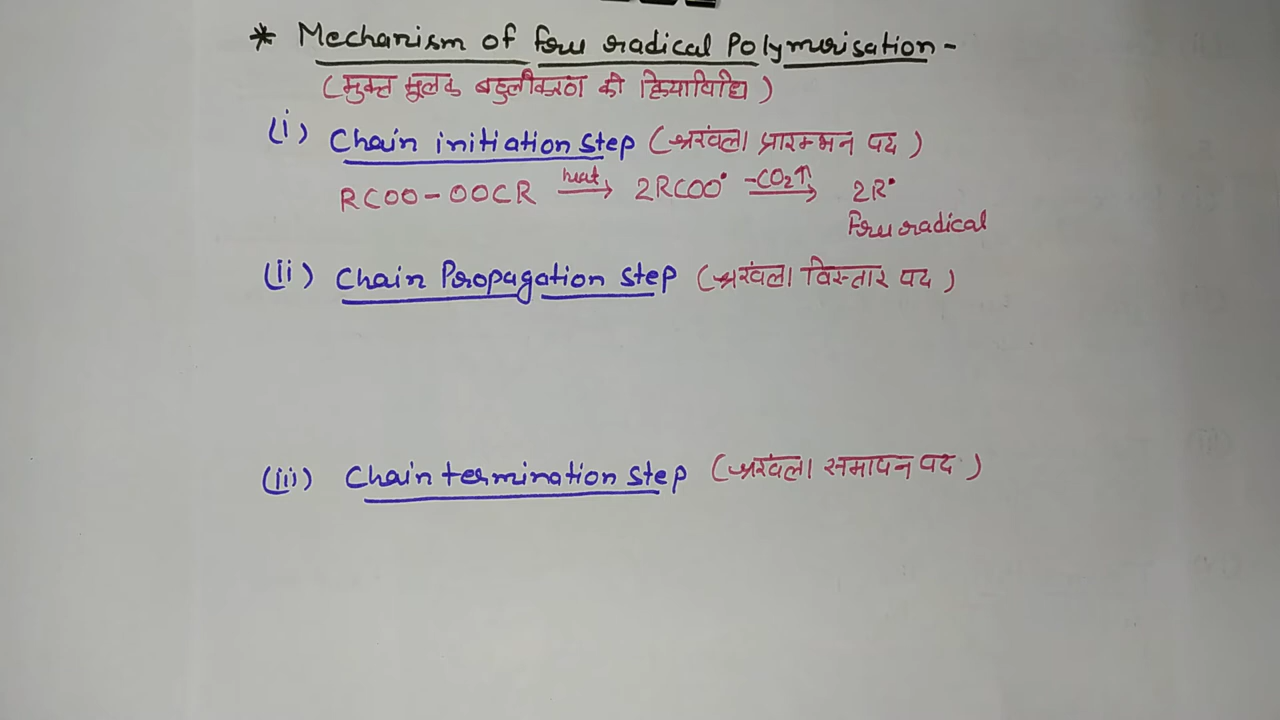 * Mechanism of free radical Polymerisation -
(मुक्त मूलक बहुलीकरण की क्रियाविधि)
(i) Chain initiation step (श्रृंखला प्रारम्भन पद)
RCOO-OOCR heat→ 2RCOO• -CO2↑→ 2R•
Free radical
(ii) Chain Propagation step (श्रृंखला विस्तार पद)
(iii) Chain termination step (श्रृंखला समापन पद)